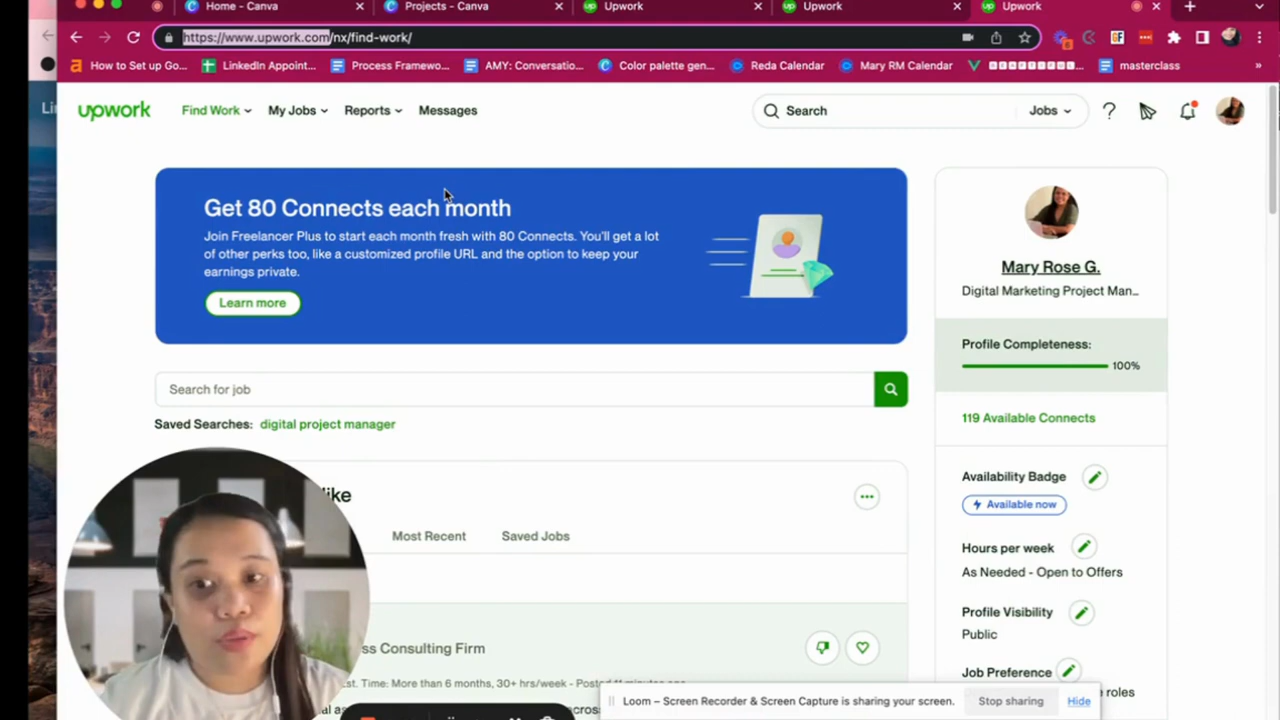 Home - Canva
Projects - Canva
Upwork
Upwork
Upwork
https://www.upwork.com/nx/find-work/
How to Set up Go...
LinkedIn Appoint...
Process Framewo...
AMY: Conversatio...
Color palette gen...
Reda Calendar
Mary RM Calendar
masterclass
»
upwork
Find Work
My Jobs
Reports
Messages
Search
Jobs
Get 80 Connects each month
Join Freelancer Plus to start each month fresh with 80 Connects. You'll get a lot
of other perks too, like a customized profile URL and the option to keep your
earnings private.
Learn more
Mary Rose G.
Digital Marketing Project Man...
Profile Completeness:
100%
Search for job
119 Available Connects
Saved Searches: digital project manager
Availability Badge
Available now
like
Most Recent
Saved Jobs
Hours per week
As Needed - Open to Offers
Profile Visibility
Public
ss Consulting Firm
Job Preference
est. Time: More than 6 months, 30+ hrs/week - Posted 11 minutes ago
roles
Loom – Screen Recorder & Screen Capture is sharing your screen.
Stop sharing
Hide